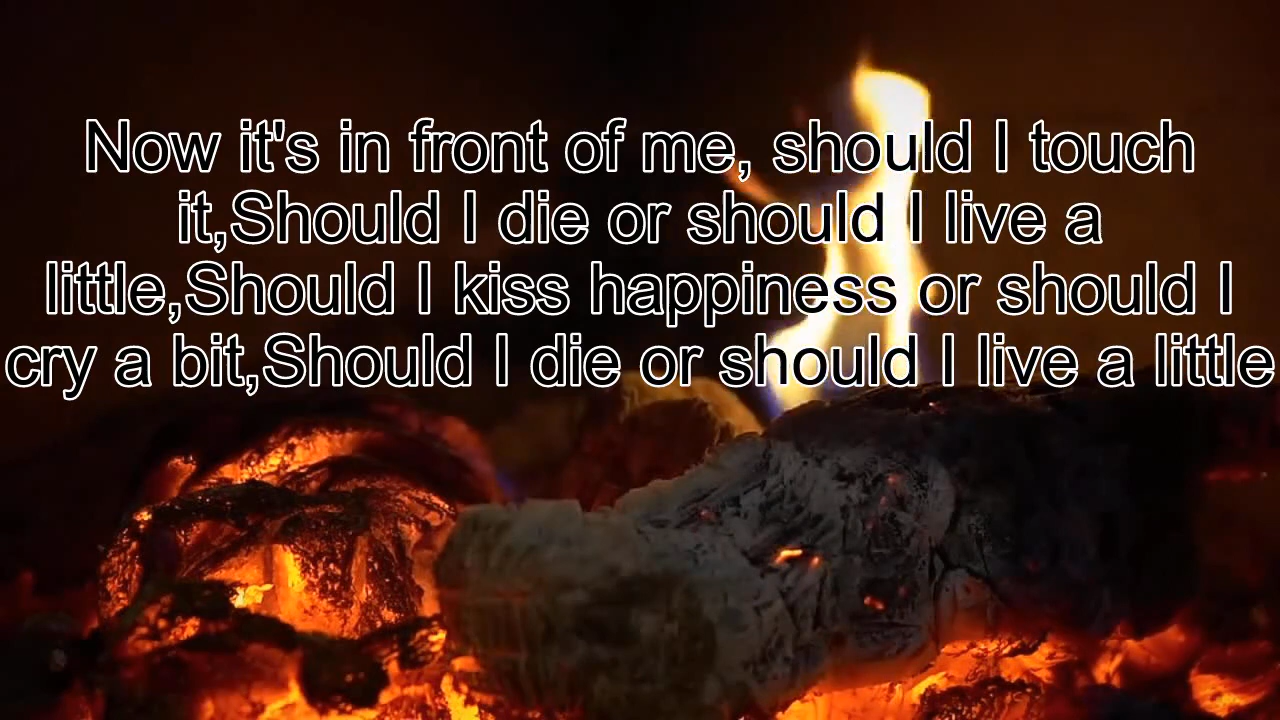 Now it's in front of me, should I touch
it,Should I die or should I live a
little,Should I kiss happiness or should I
cry a bit,Should I die or should I live a little